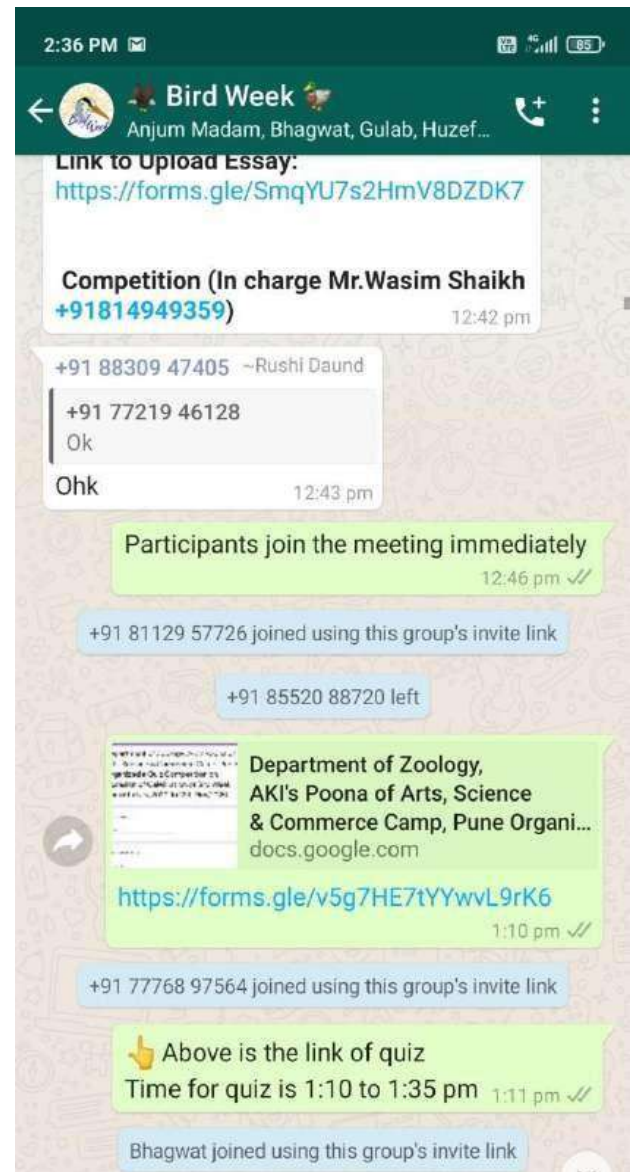 2:36 PM
4G
85
Bird Week
Anjum Madam, Bhagwat, Gulab, Huzef...
Link to Upload Essay:
https://forms.gle/SmqYU7s2HmV8DZDK7
Competition (In charge Mr.Wasim Shaikh
+91814949359)
12:42 pm
+91 88309 47405 ~Rushi Daund
+91 77219 46128
Ok
Ohk
12:43 pm
Participants join the meeting immediately
12:46 pm
+91 81129 57726 joined using this group's invite link
+91 85520 88720 left
Department of Zoology,
AKI's Poona of Arts, Science
& Commerce Camp, Pune Organi...
docs.google.com
https://forms.gle/v5g7HE7tYYwvL9rK6
1:10 pm
+91 77768 97564 joined using this group's invite link
Above is the link of quiz
Time for quiz is 1:10 to 1:35 pm 1:11 pm
Bhagwat joined using this group's invite link